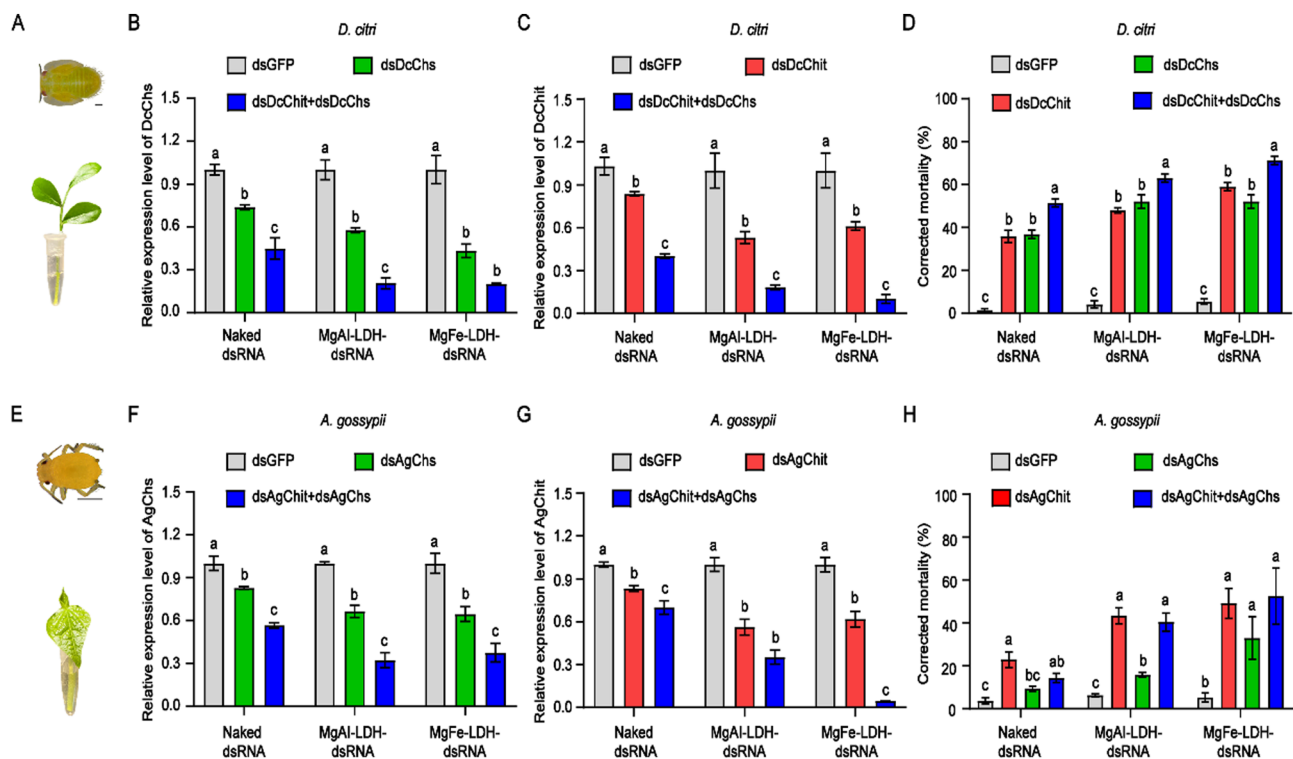 A
B
D. citri
dsGFP
dsDcChs
dsDcChit+dsDcChs
Relative expression level of DcChs
1.5
1.2
0.9
0.6
0.3
0.0
a
b
c
a
b
c
a
b
b
Naked
dsRNA
MgAl-LDH-
dsRNA
MgFe-LDH-
dsRNA
C
D. citri
dsGFP
dsDcChit
dsDcChit+dsDcChs
Relative expression level of DcChit
1.5
1.2
0.9
0.6
0.3
0.0
a
b
c
a
b
c
a
b
c
Naked
dsRNA
MgAl-LDH-
dsRNA
MgFe-LDH-
dsRNA
D
D. citri
dsGFP
dsDcChs
dsDcChit
dsDcChit+dsDcChs
Corrected mortality (%)
100
80
60
40
20
0
c
b
b
a
c
b
b
a
c
b
b
a
Naked
dsRNA
MgAl-LDH-
dsRNA
MgFe-LDH-
dsRNA
E
F
A. gossypii
dsGFP
dsAgChs
dsAgChit+dsAgChs
Relative expression level of AgChs
1.5
1.2
0.9
0.6
0.3
0.0
a
b
c
a
b
c
a
b
c
Naked
dsRNA
MgAl-LDH-
dsRNA
MgFe-LDH-
dsRNA
G
A. gossypii
dsGFP
dsAgChit
dsAgChit+dsAgChs
Relative expression level of AgChit
1.5
1.2
0.9
0.6
0.3
0.0
a
b
c
a
b
b
a
b
c
Naked
dsRNA
MgAl-LDH-
dsRNA
MgFe-LDH-
dsRNA
H
A. gossypii
dsGFP
dsAgChs
dsAgChit
dsAgChit+dsAgChs
Corrected mortality (%)
100
80
60
40
20
0
c
a
bc
ab
c
a
b
a
b
a
a
a
Naked
dsRNA
MgAl-LDH-
dsRNA
MgFe-LDH-
dsRNA